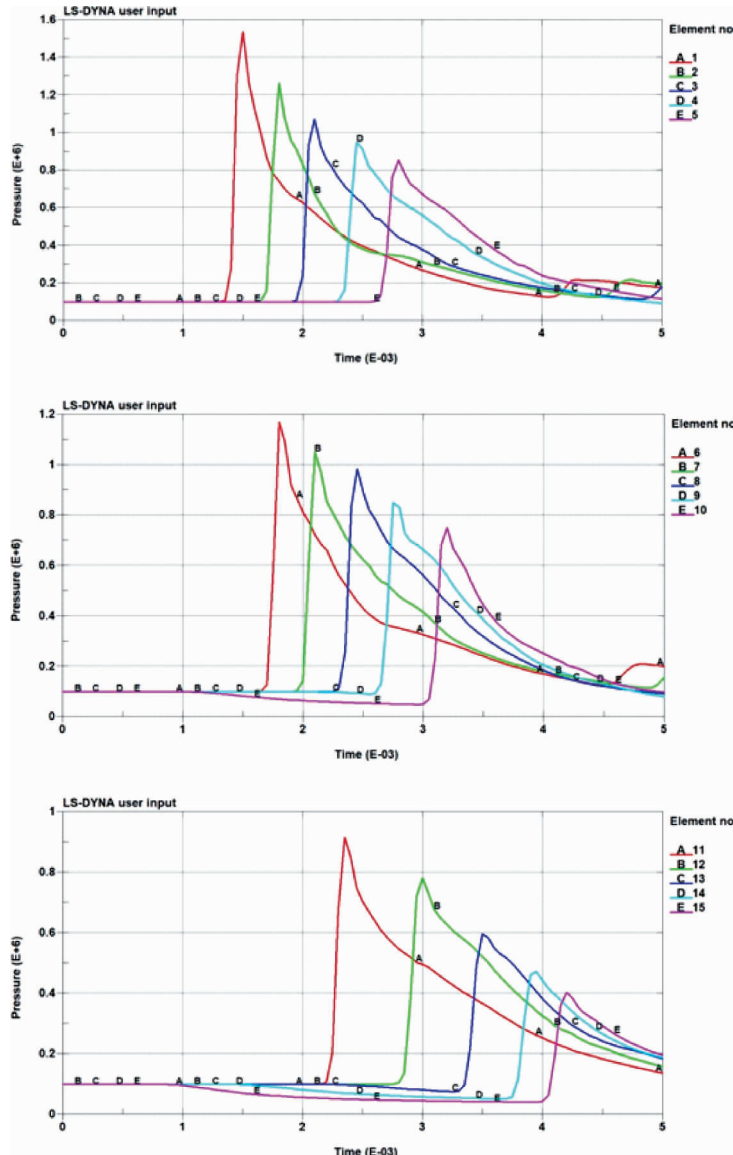 LS-DYNA user input
Element no
A 1
B 2
C 3
D 4
E 5
Pressure (E+6)
1.6
1.4
1.2
1
0.8
0.6
0.4
0.2
0
D
C
B
A
E
D
A B C
B C D E A B C D E E
A B C D E A
0 1 2 3 4 5
Time (E-03)
LS-DYNA user input
Element no
A 6
B 7
C 8
D 9
E 10
Pressure (E+6)
1.2
1
0.8
0.6
0.4
0.2
0
B
A
C
D
E
B
A
A B C D E A
B C D E A B C D E D D
E
0 1 2 3 4 5
Time (E-03)
LS-DYNA user input
Element no
A 11
B 12
C 13
D 14
E 15
Pressure (E+6)
1
0.8
0.6
0.4
0.2
0
B
A
A B C D E
A
B C D E A B C D A B C
E D E C D E
0 1 2 3 4 5
Time (E-03)